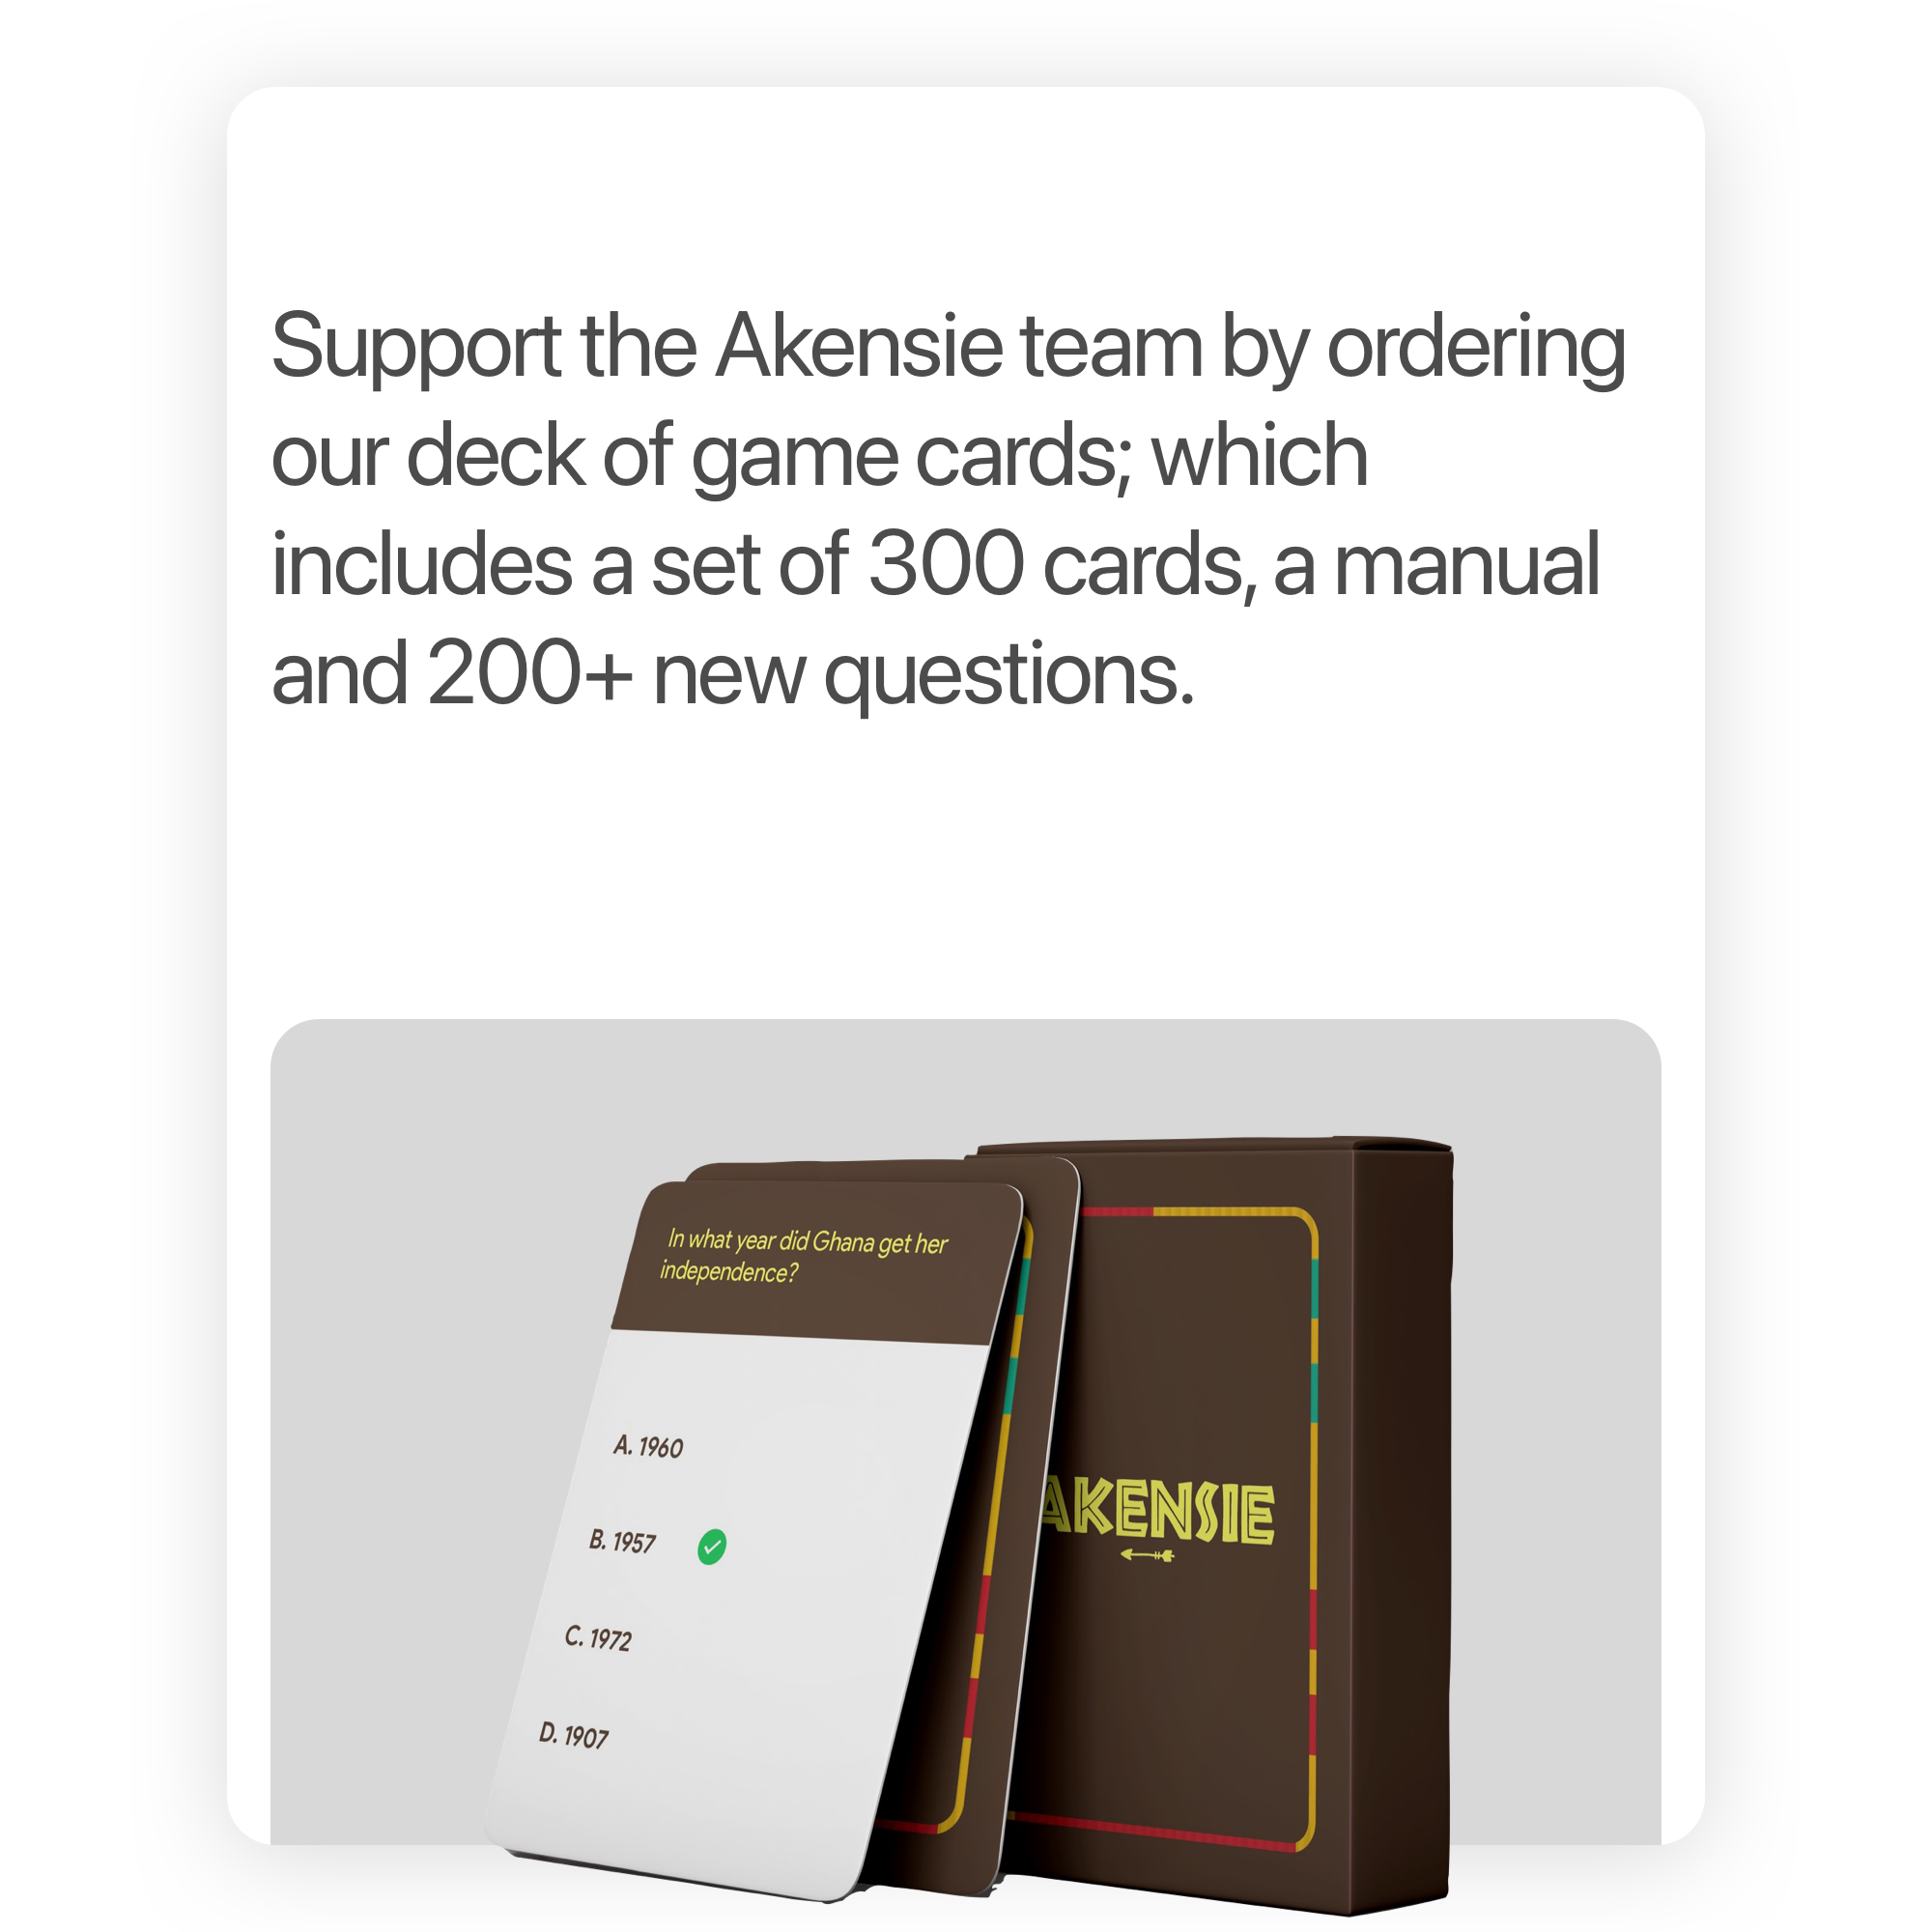 Support the Akensie team by ordering
our deck of game cards; which
includes a set of 300 cards, a manual
and 200+ new questions.
In what year did Ghana get her
independence?
A. 1960
B. 1957
C. 1972
D. 1907
AKENSIE